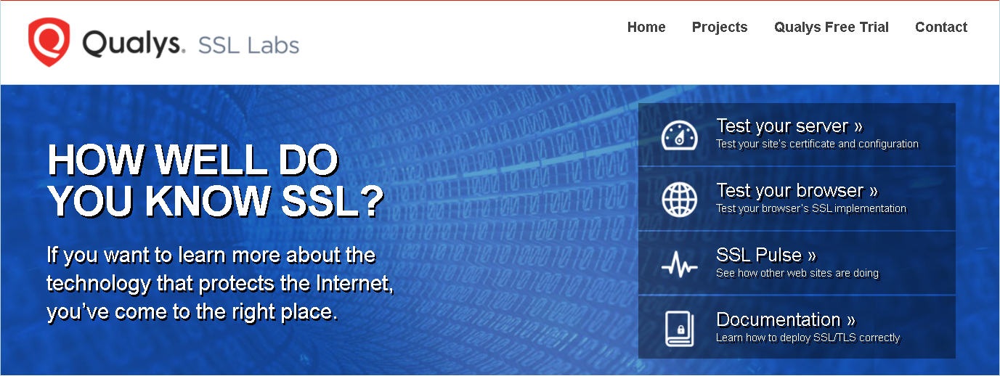 Qualys. SSL Labs
Home Projects Qualys Free Trial Contact
HOW WELL DO
YOU KNOW SSL?
If you want to learn more about the
technology that protects the Internet,
you’ve come to the right place.
Test your server »
Test your site’s certificate and configuration
Test your browser »
Test your browser’s SSL implementation
SSL Pulse »
See how other web sites are doing
Documentation »
Learn how to deploy SSL/TLS correctly